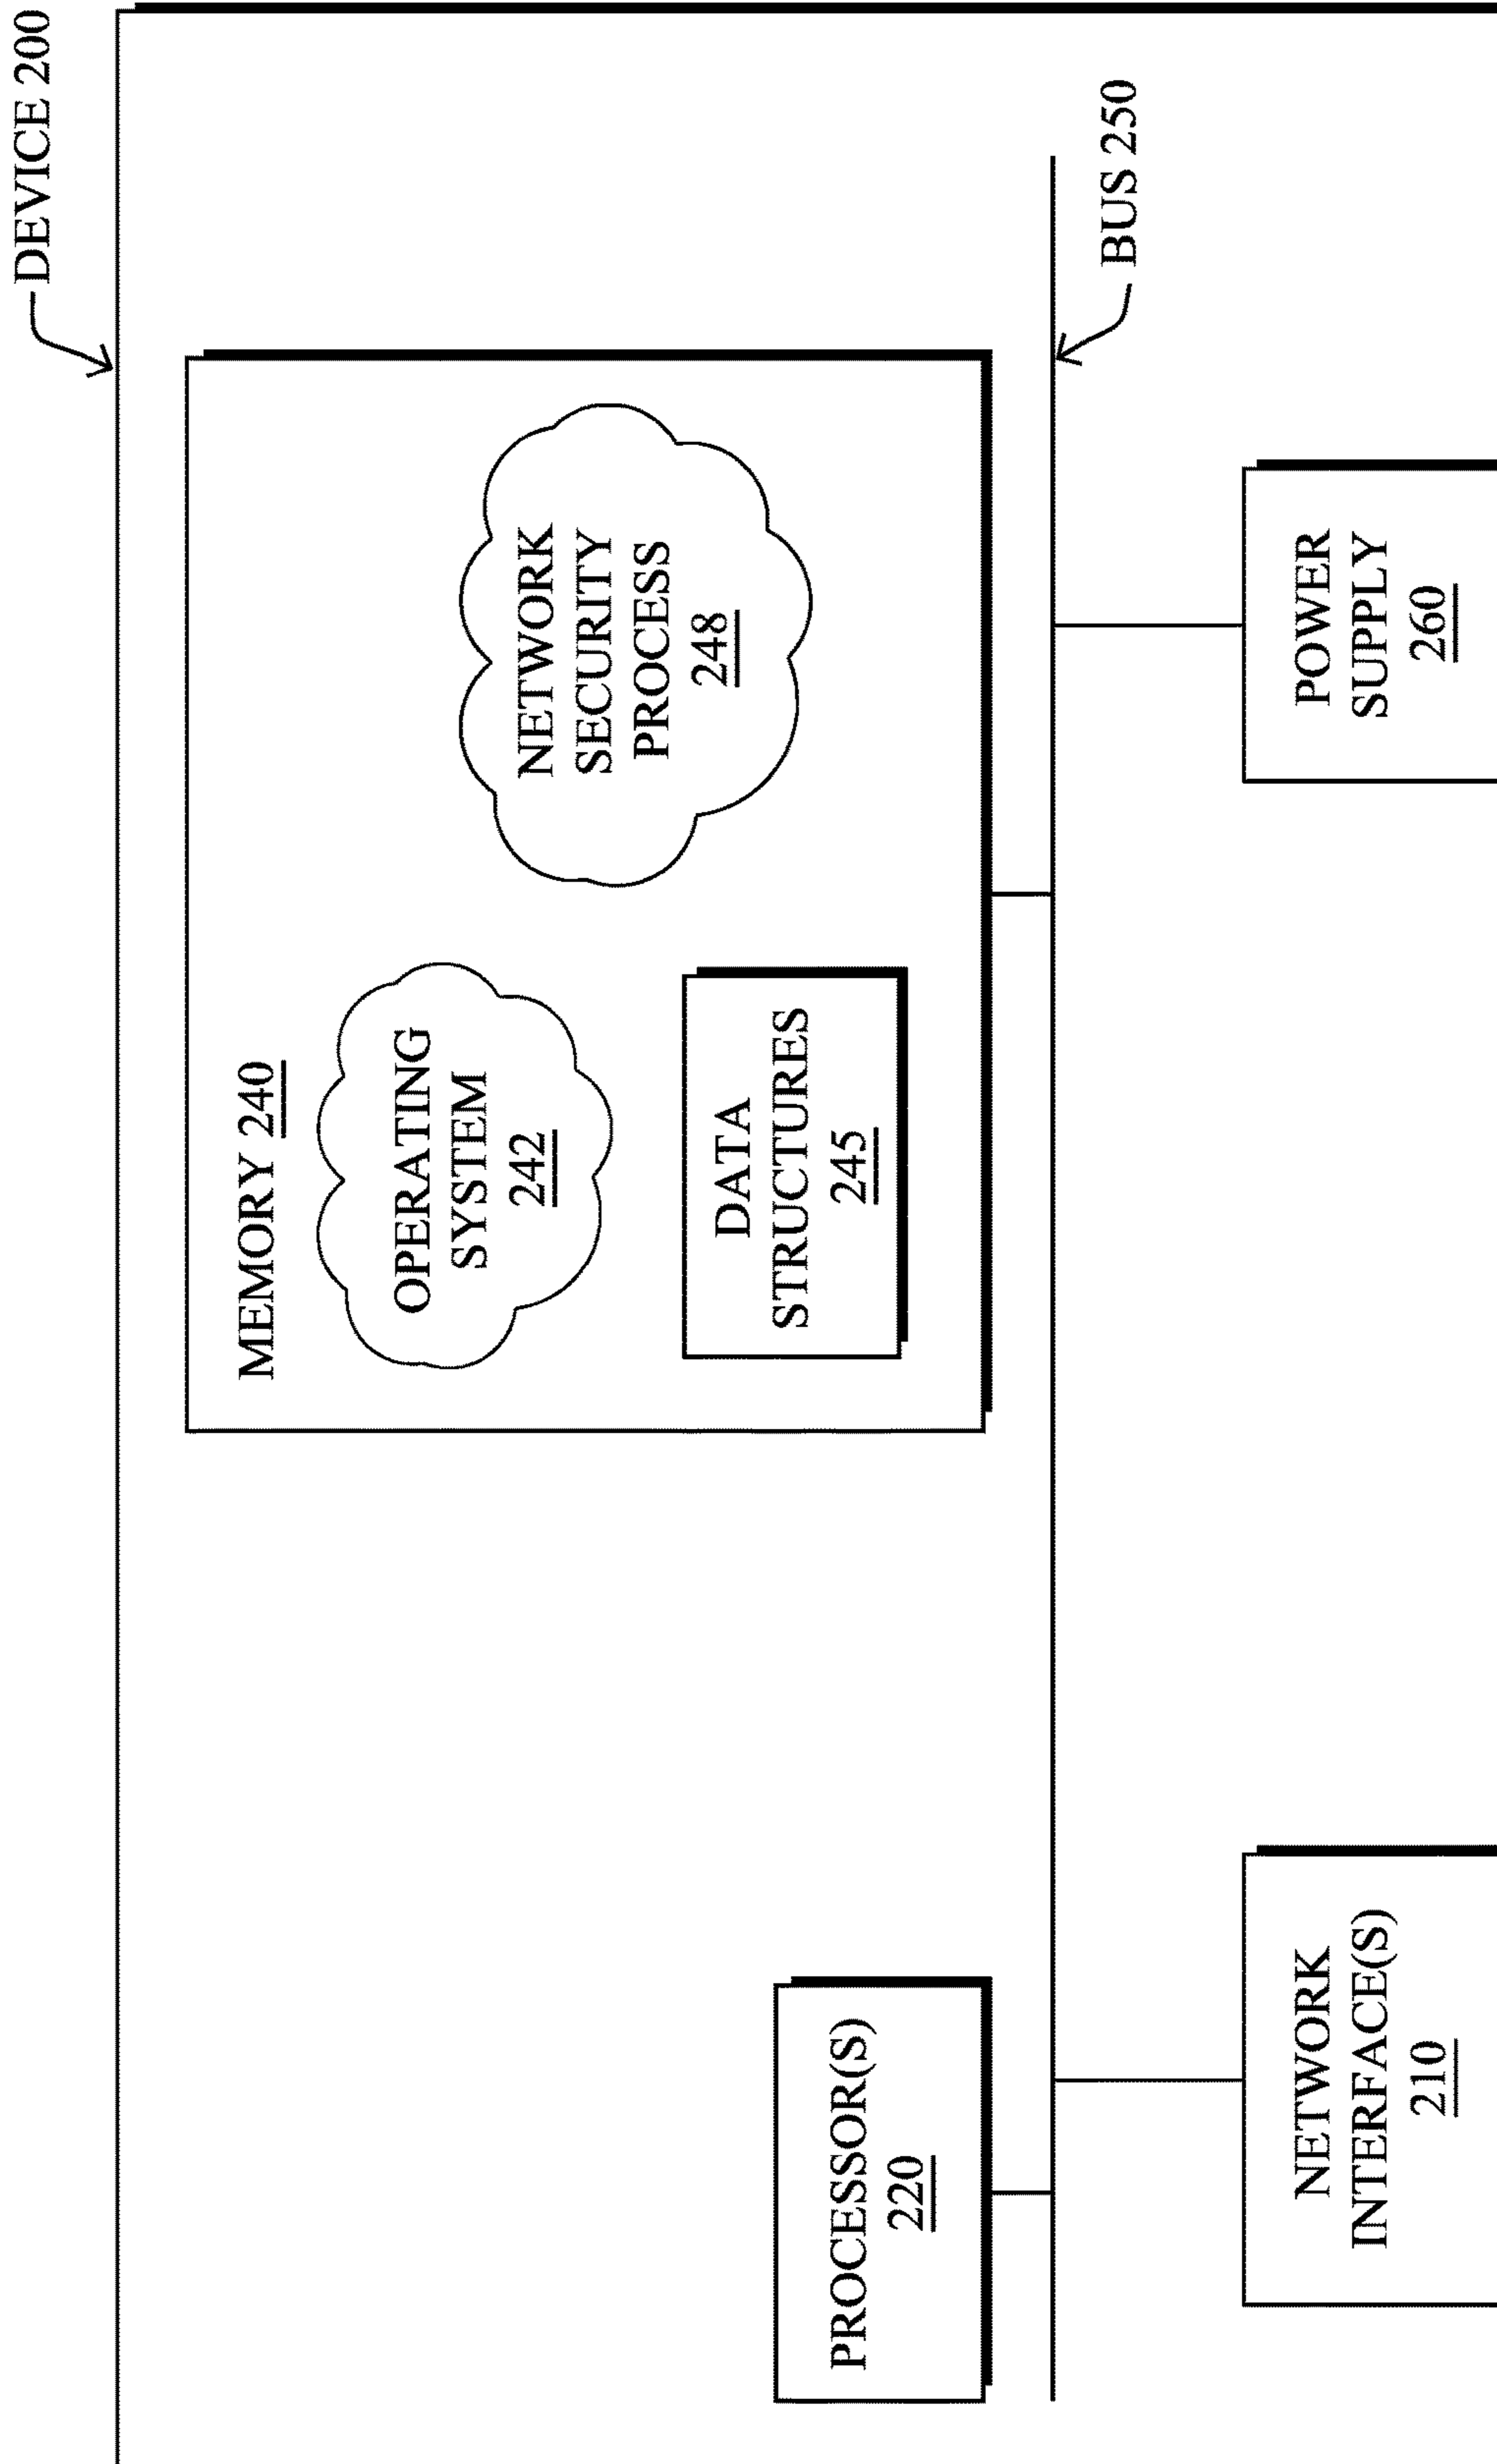 DEVICE 200
MEMORY 240
OPERATING
SYSTEM
242
NETWORK
SECURITY
PROCESS
248
DATA
STRUCTURES
245
PROCESSOR(S)
220
BUS 250
NETWORK
INTERFACE(S)
210
POWER
SUPPLY
260